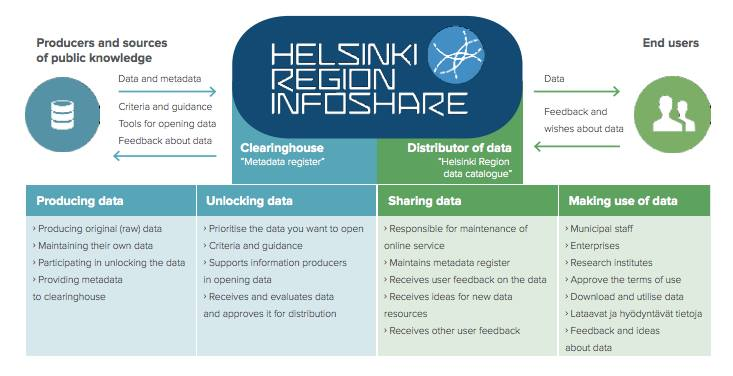 Producers and sources
of public knowledge
Data and metadata
Criteria and guidance
Tools for opening data
Feedback about data
HELSINKI
REGION
INFOSHARE
Clearinghouse
"Metadata register"
Distributor of data
"Helsinki Region
data catalogue"
End users
Data
Feedback and
wishes about data
Producing data
› Producing original (raw) data
› Maintaining their own data
› Participating in unlocking the data
› Providing metadata
to clearinghouse
Unlocking data
› Prioritise the data you want to open
› Criteria and guidance
› Supports information producers
in opening data
› Receives and evaluates data
and approves it for distribution
Sharing data
› Responsible for maintenance of
online service
› Maintains metadata register
› Receives user feedback on the data
› Receives ideas for new data
resources
› Receives other user feedback
Making use of data
› Municipal staff
› Enterprises
› Research institutes
› Approve the terms of use
› Download and utilise data
› Lataavat ja hyödyntävät tietoja
› Feedback and ideas
about data